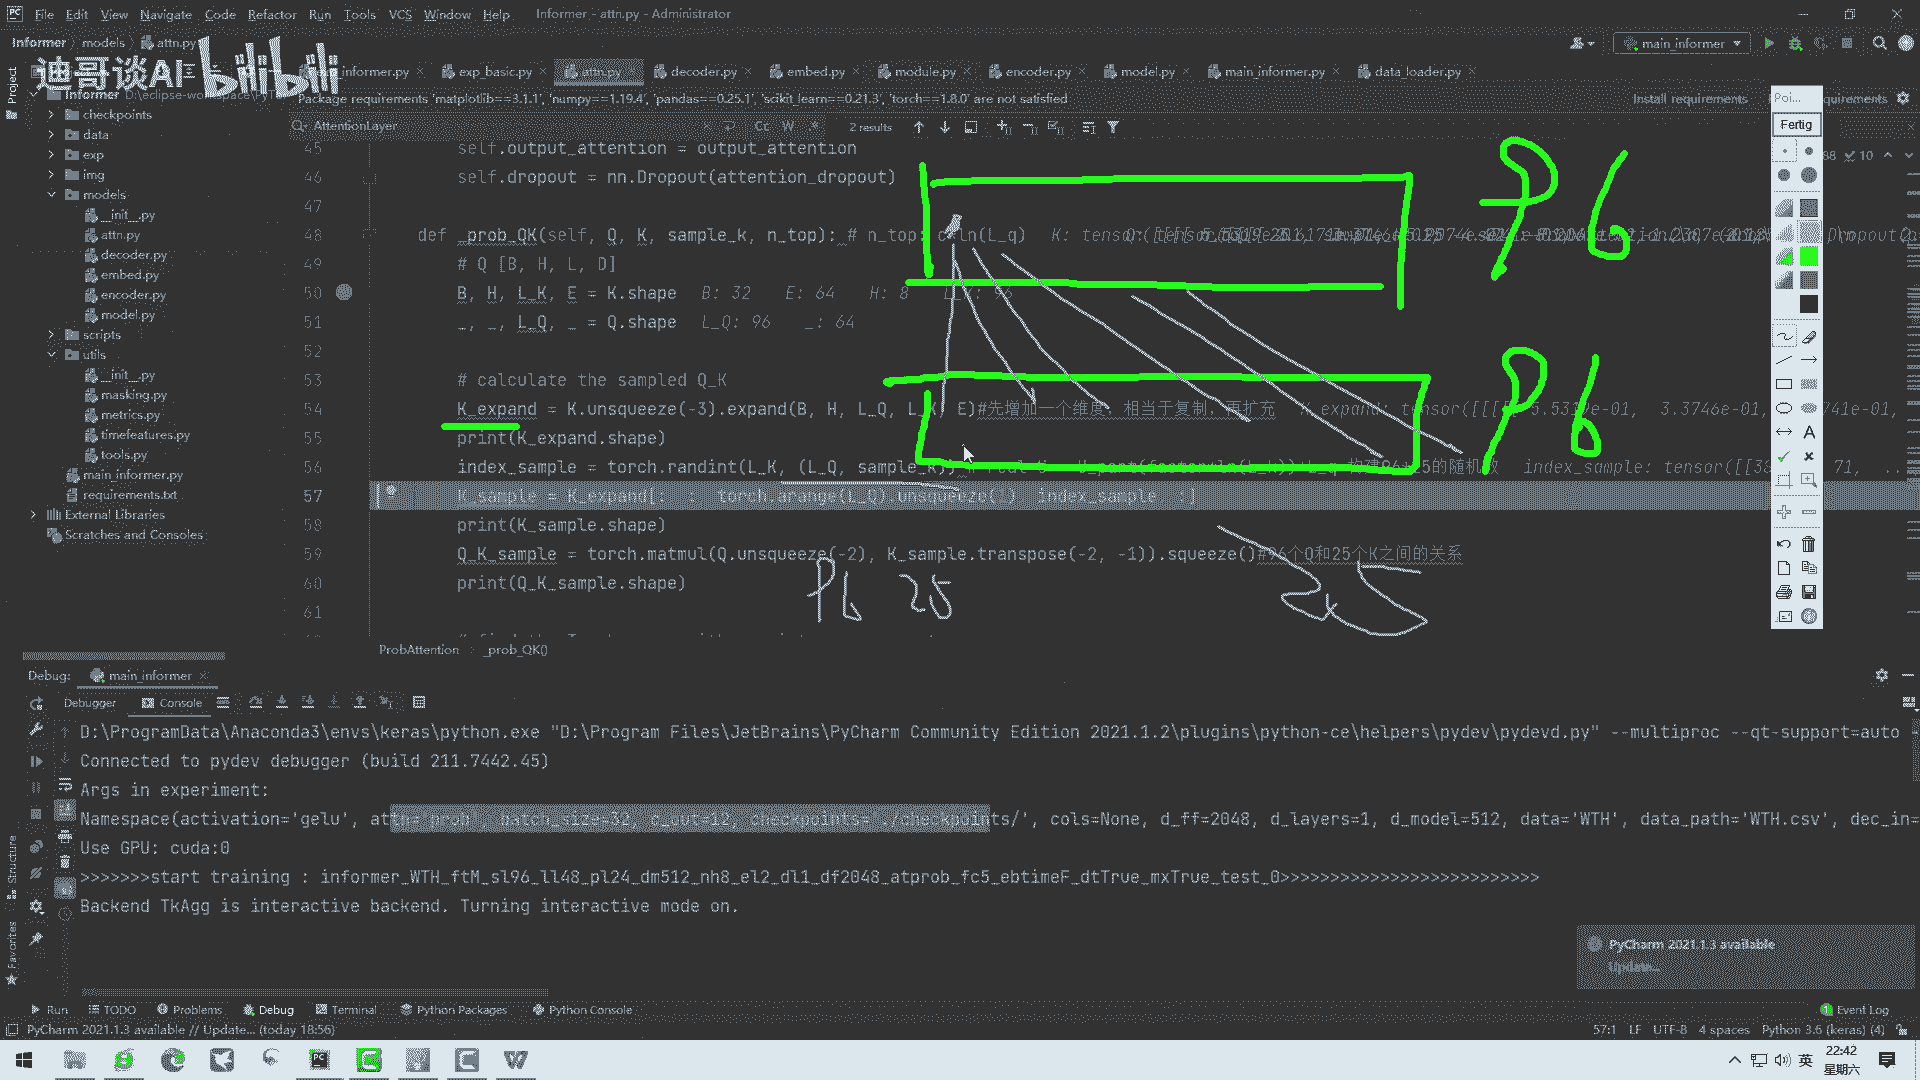 File Edit View Navigate Code Refactor Run Tools VCS Window Help Informer - attn.py - Administrator
Informer models attn.py main_informer
迪哥谈AI bilibili
informer.py exp_basic.py attn.py decoder.py embed.py module.py encoder.py model.py main_informer.py data_loader.py
Package requirements 'matplotlib==3.1.1', 'numpy==1.19.4', 'pandas==0.25.1', 'scikit_learn==0.21.3', 'torch==1.8.0' are not satisfied Install requirements
AttentionLayer Cc W 2 results
Project
Informer
checkpoints
data
exp
img
models
__init__.py
attn.py
decoder.py
embed.py
encoder.py
model.py
scripts
utils
__init__.py
masking.py
metrics.py
timefeatures.py
tools.py
main_informer.py
requirements.txt
External Libraries
Scratches and Consoles
45 self.output_attention = output_attention
46 self.dropout = nn.Dropout(attention_dropout)
47
48 def _prob_QK(self, Q, K, sample_k, n_top): # n_top: c*ln(L_q)
49 # Q [B, H, L, D]
50 B, H, L_K, E = K.shape B: 32 E: 64 H: 8 L_K: 96
51 _, _, L_Q, _ = Q.shape L_Q: 96 _: 64
52
53 # calculate the sampled Q_K
54 K_expand = K.unsqueeze(-3).expand(B, H, L_Q, L_K, E)#先增加一个维度，相当于复制，再扩充 K_expand: tensor([[[[[ 5.5319e-01, 3.3746e-01,
55 print(K_expand.shape)
56 index_sample = torch.randint(L_K, (L_Q, sample_k)) 构建96*25的随机数 index_sample: tensor([[
57 K_sample = K_expand[:, :, torch.arange(L_Q).unsqueeze(1), index_sample, :]
58 print(K_sample.shape)
59 Q_K_sample = torch.matmul(Q.unsqueeze(-2), K_sample.transpose(-2, -1)).squeeze()#96个Q和25个K之间的关系
60 print(Q_K_sample.shape)
61
96
96
96 25
25
Poi...
Fertig
ProbAttention _prob_QK()
Debug: main_informer
Debugger Console
D:\ProgramData\Anaconda3\envs\keras\python.exe "D:\Program Files\JetBrains\PyCharm Community Edition 2021.1.2\plugins\python-ce\helpers\pydev\pydevd.py" --multiproc --qt-support=auto
Connected to pydev debugger (build 211.7442.45)
Args in experiment:
Namespace(activation='gelu', attn='prob', batch_size=32, c_out=12, checkpoints='./checkpoints/', cols=None, d_ff=2048, d_layers=1, d_model=512, data='WTH', data_path='WTH.csv', dec_in=
Use GPU: cuda:0
>>>>>>>start training : informer_WTH_ftM_sl96_ll48_pl24_dm512_nh8_el2_dl1_df2048_atprob_fc5_ebtimeF_dtTrue_mxTrue_test_0>>>>>>>>>>>>>>>>>>>>>>>>>>
Backend TkAgg is interactive backend. Turning interactive mode on.
Structure
Favorites
PyCharm 2021.1.3 available
Update...
Run TODO Problems Debug Terminal Python Packages Python Console Event Log
PyCharm 2021.1.3 available // Update... (today 18:56) 57:1 LF UTF-8 4 spaces Python 3.6 (keras) (4)
英 22:42
星期六